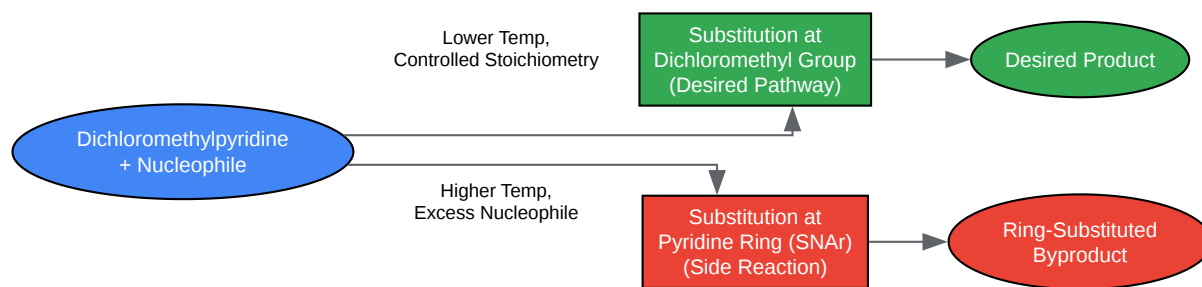 Lower Temp,
Controlled Stoichiometry
Substitution at
Dichloromethyl Group
(Desired Pathway)
Desired Product
Dichloromethylpyridine
+ Nucleophile
Higher Temp,
Excess Nucleophile
Substitution at
Pyridine Ring (SNAr)
(Side Reaction)
Ring-Substituted
Byproduct